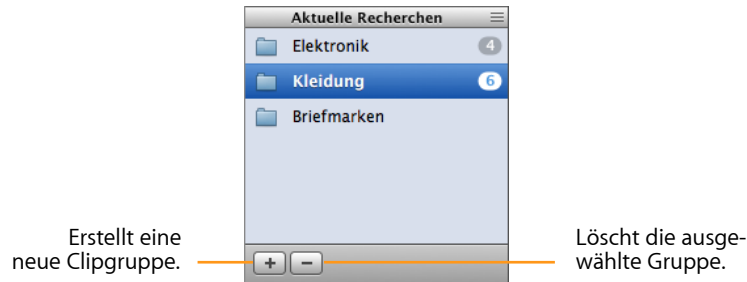 Aktuelle Recherchen
Elektronik 4
Kleidung 6
Briefmarken
Erstellt eine
neue Clipgruppe.
+ −
Löscht die ausge-
wählte Gruppe.